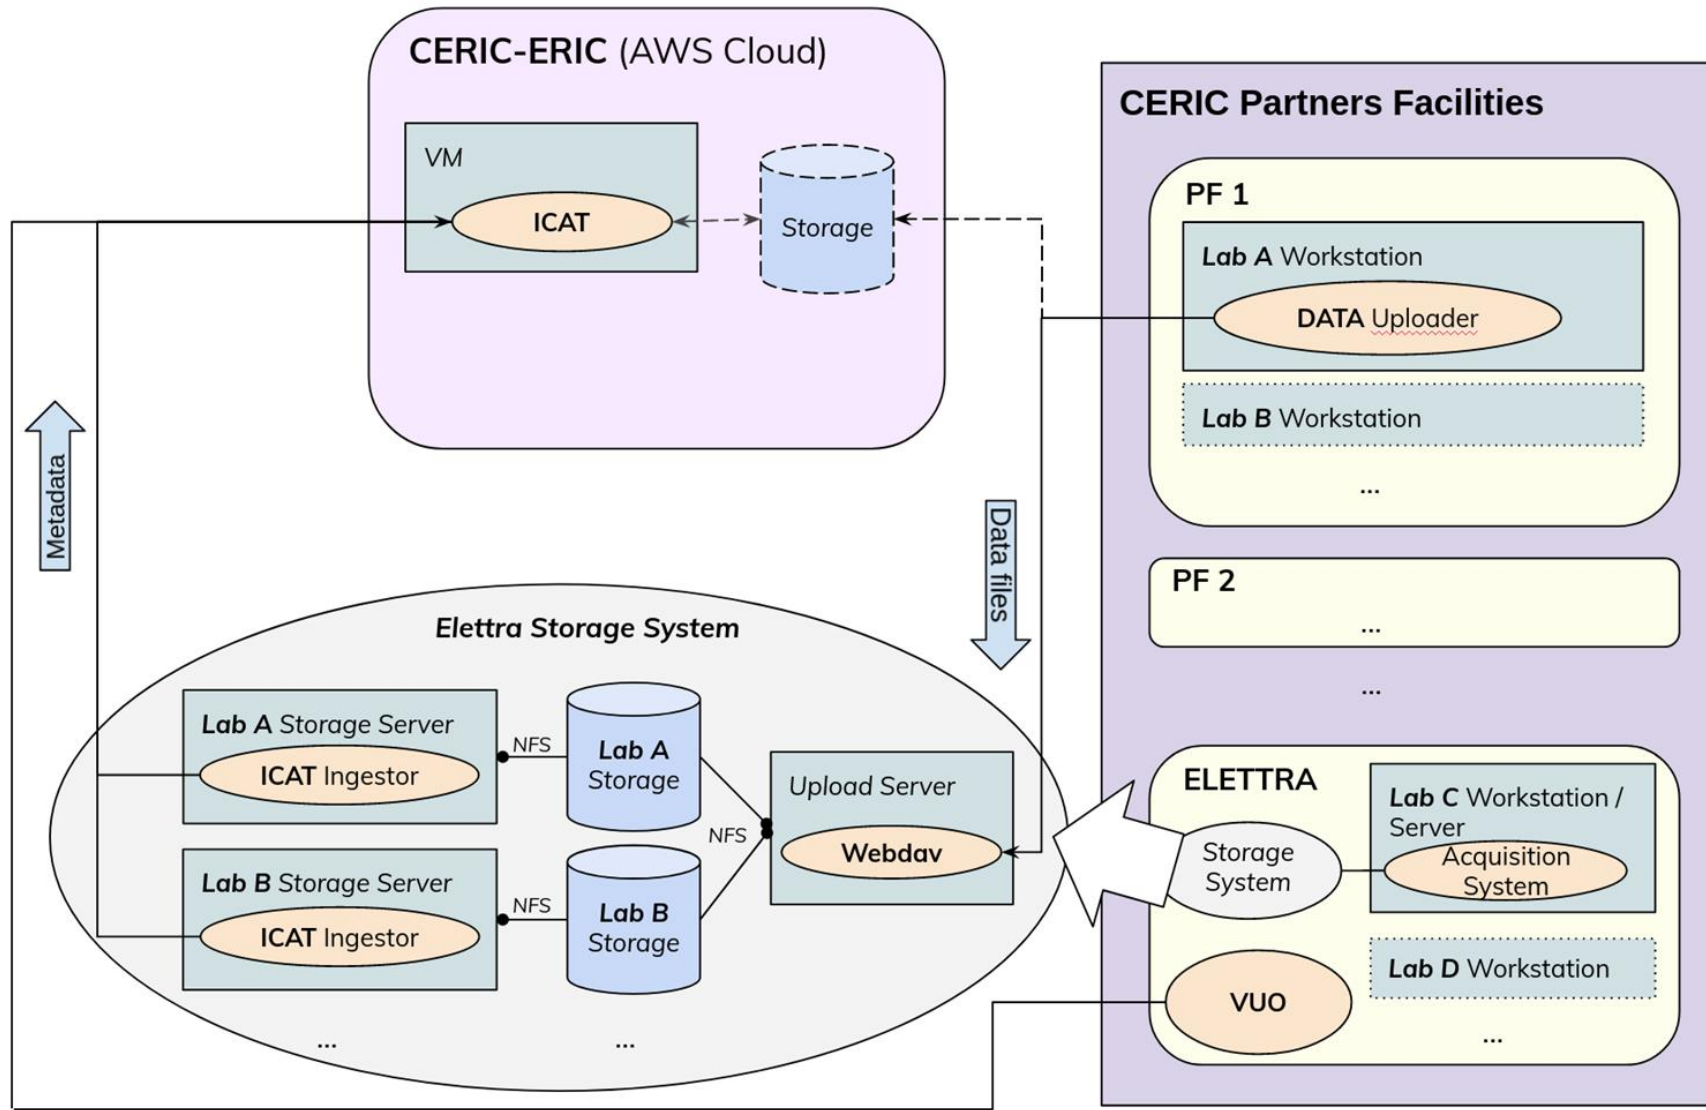 CERIC-ERIC (AWS Cloud)
VM
ICAT
Storage
CERIC Partners Facilities
PF 1
Lab A Workstation
DATA Uploader
Lab B Workstation
...
PF 2
...
...
Metadata
Data files
Elettra Storage System
Lab A Storage Server
ICAT Ingestor
NFS
Lab A
Storage
Upload Server
Webdav
NFS
Lab B Storage Server
ICAT Ingestor
NFS
Lab B
Storage
...
...
ELETTRA
Lab C Workstation /
Server
Acquisition
System
Storage
System
Lab D Workstation
VUO
...